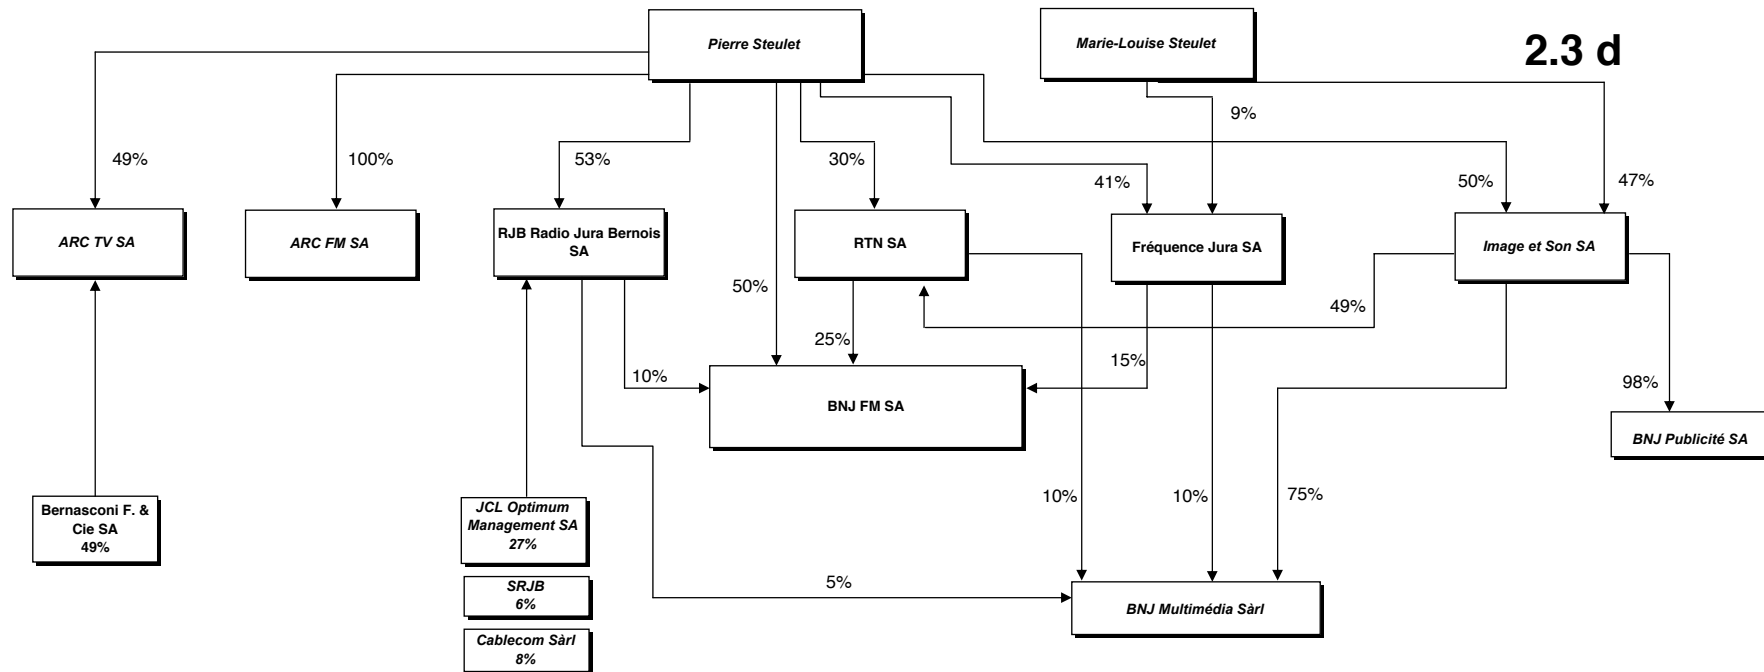 Pierre Steulet
Marie-Louise Steulet
2.3 d
9%
49%
100%
53%
30%
41%
50%
47%
ARC TV SA
ARC FM SA
RJB Radio Jura Bernois
SA
RTN SA
Fréquence Jura SA
Image et Son SA
50%
49%
25%
15%
10%
98%
BNJ FM SA
BNJ Publicité SA
Bernasconi F. &
Cie SA
49%
JCL Optimum
Management SA
27%
10%
10%
75%
SRJB
6%
5%
BNJ Multimédia Sàrl
Cablecom Sàrl
8%